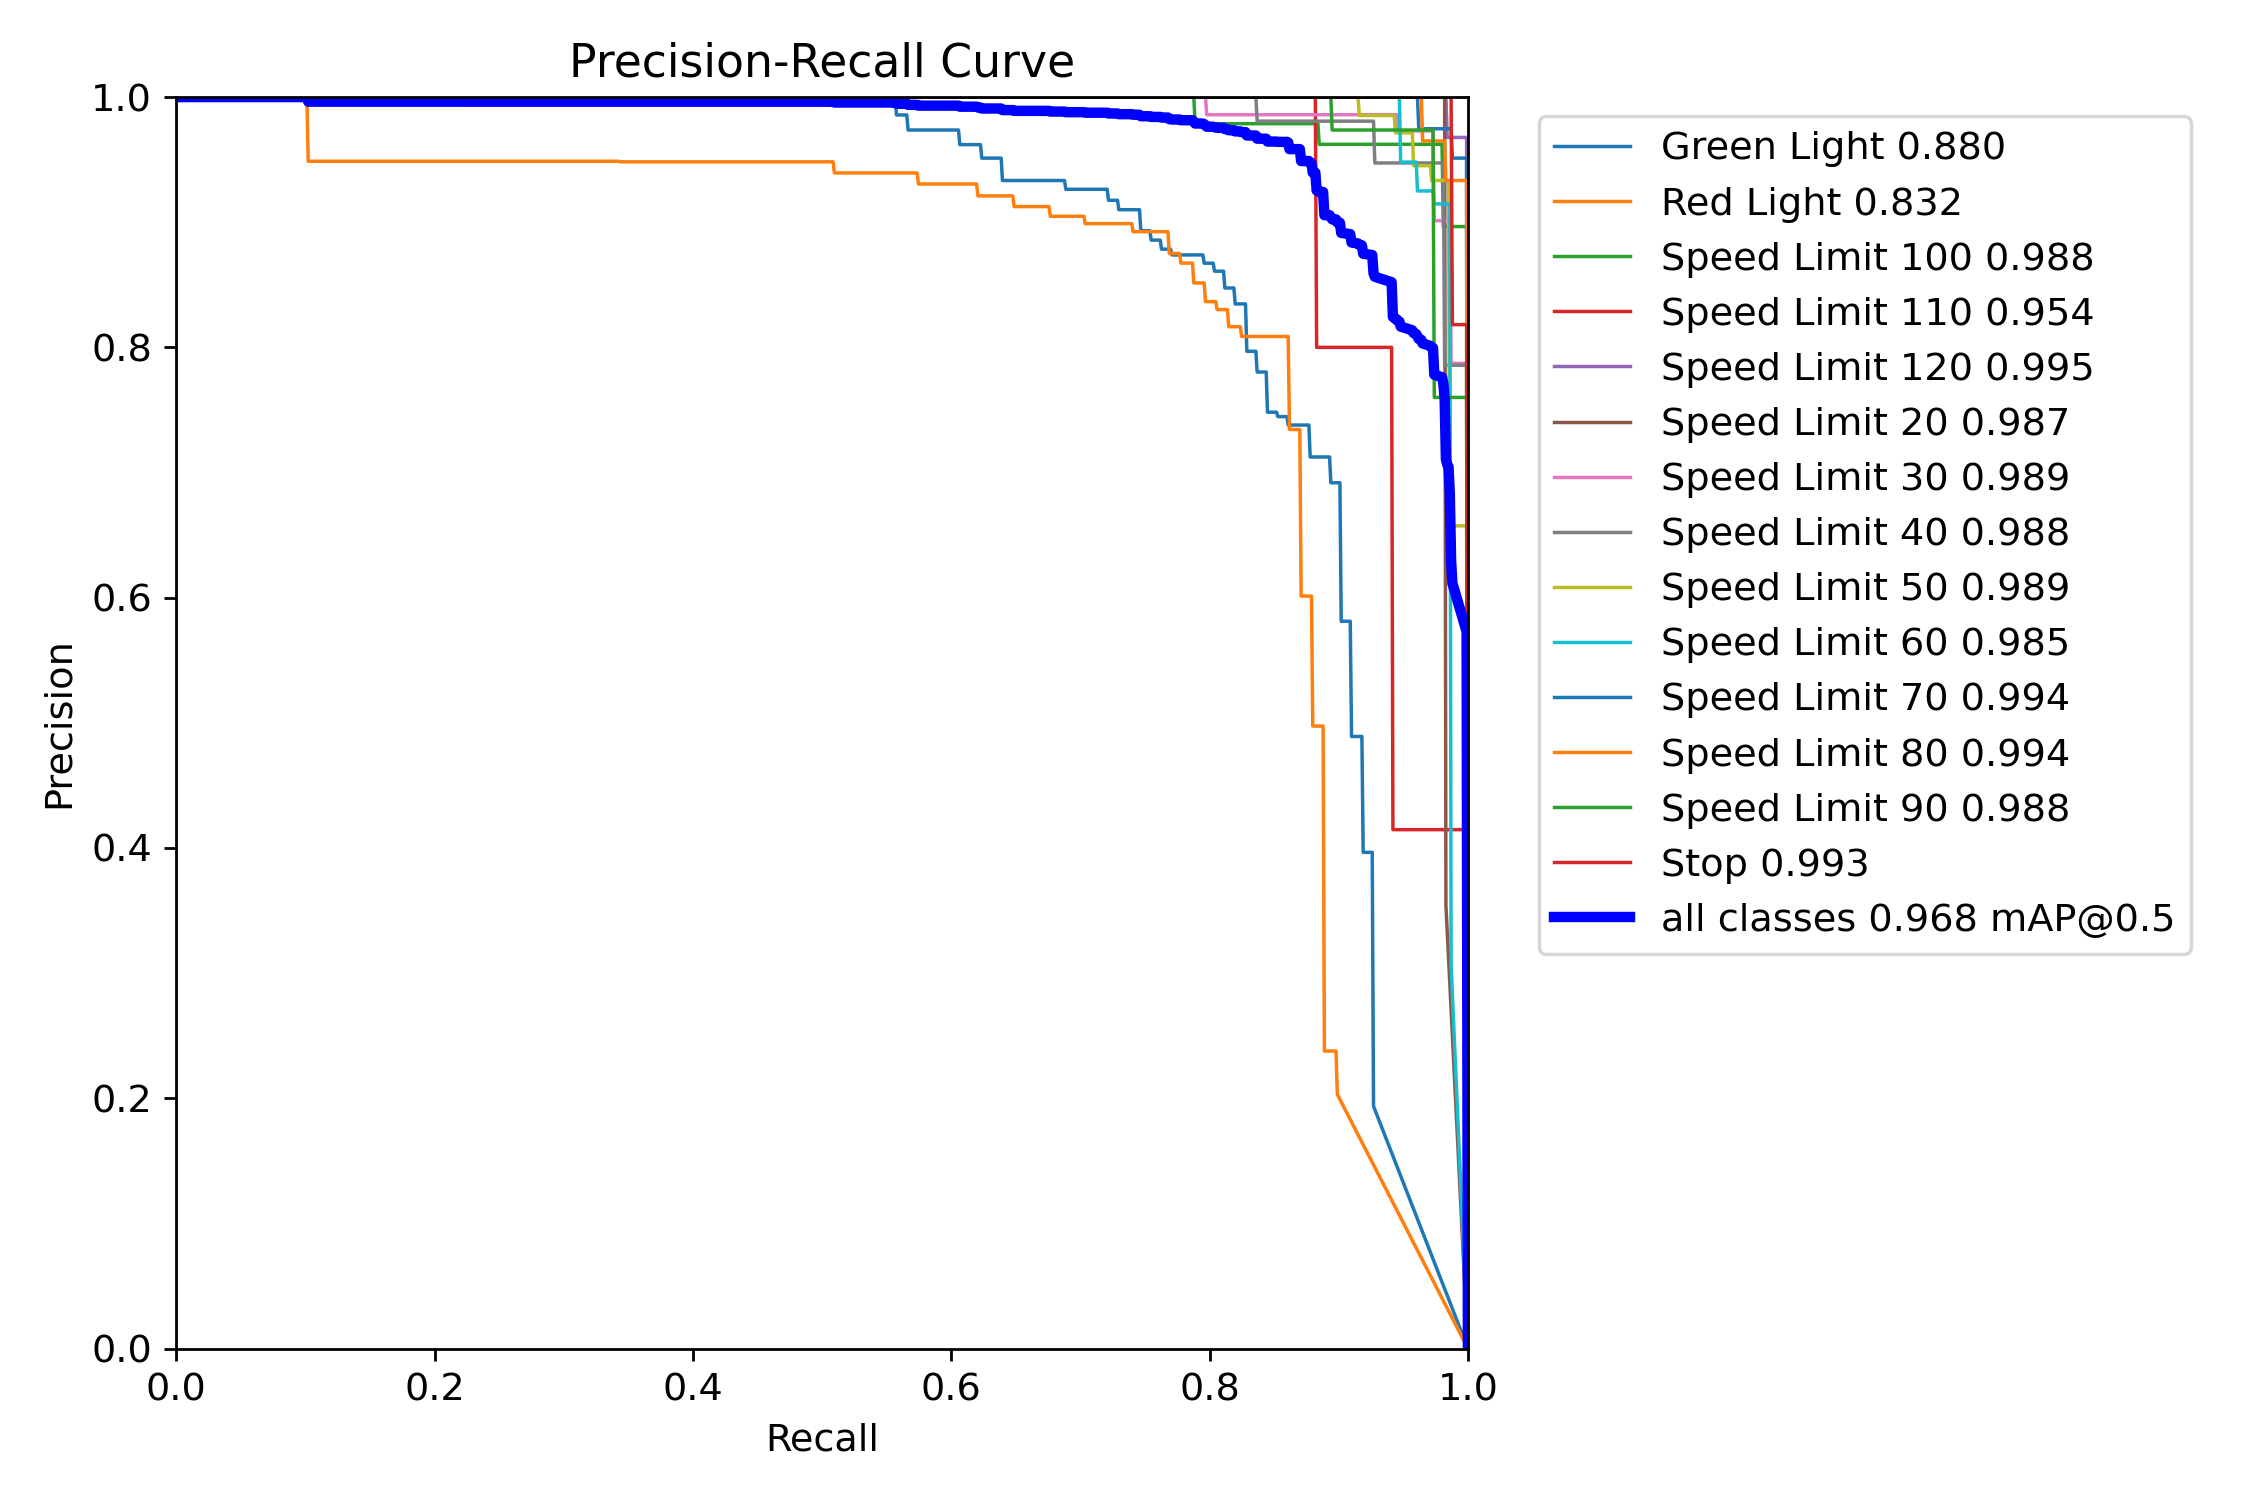 Precision-Recall Curve
1.0
0.8
0.6
0.4
0.2
0.0
Precision
0.0 0.2 0.4 0.6 0.8 1.0
Recall
Green Light 0.880
Red Light 0.832
Speed Limit 100 0.988
Speed Limit 110 0.954
Speed Limit 120 0.995
Speed Limit 20 0.987
Speed Limit 30 0.989
Speed Limit 40 0.988
Speed Limit 50 0.989
Speed Limit 60 0.985
Speed Limit 70 0.994
Speed Limit 80 0.994
Speed Limit 90 0.988
Stop 0.993
all classes 0.968 mAP@0.5